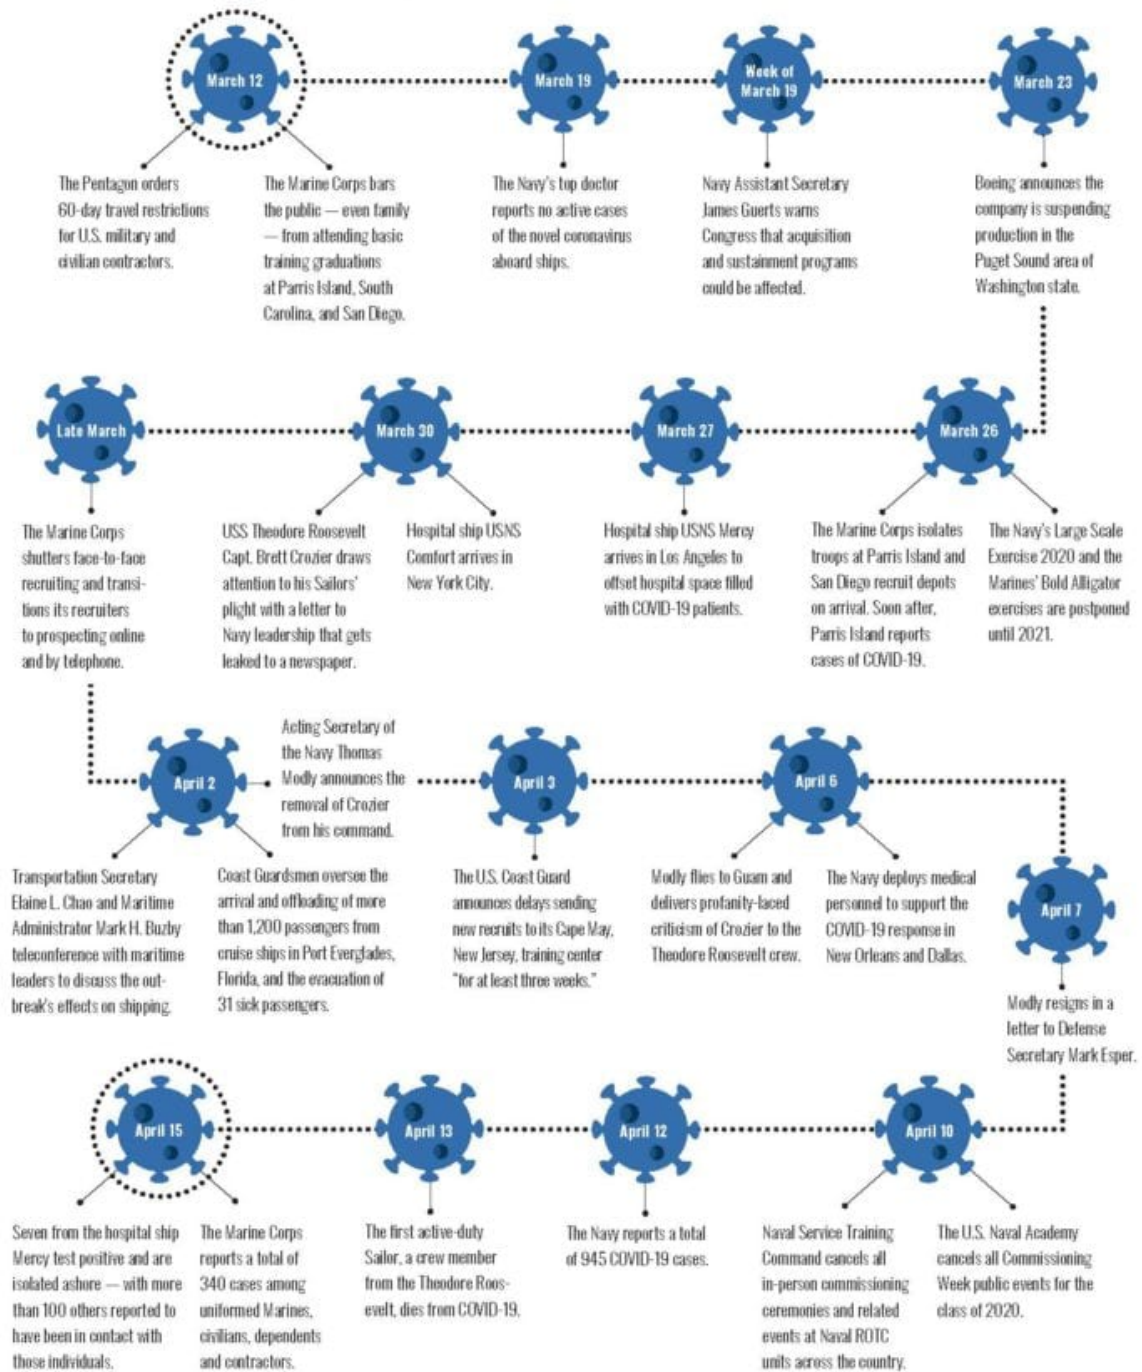 March 12
The Pentagon orders
60-day travel restrictions
for U.S. military and
civilian contractors.
The Marine Corps bars
the public — even family
— from attending basic
training graduations
at Parris Island, South
Carolina, and San Diego.
March 19
The Navy's top doctor
reports no active cases
of the novel coronavirus
aboard ships.
Week of
March 19
Navy Assistant Secretary
James Guerts warns
Congress that acquisition
and sustainment programs
could be affected.
March 23
Boeing announces the
company is suspending
production in the
Puget Sound area of
Washington state.
March 26
The Marine Corps isolates
troops at Parris Island and
San Diego recruit depots
on arrival. Soon after,
Parris Island reports
cases of COVID-19.
The Navy's Large Scale
Exercise 2020 and the
Marines' Bold Alligator
exercises are postponed
until 2021.
March 27
Hospital ship USNS Mercy
arrives in Los Angeles to
offset hospital space filled
with COVID-19 patients.
March 30
USS Theodore Roosevelt
Capt. Brett Crozier draws
attention to his Sailors'
plight with a letter to
Navy leadership that gets
leaked to a newspaper.
Hospital ship USNS
Comfort arrives in
New York City.
Late March
The Marine Corps
shutters face-to-face
recruiting and transi-
tions its recruiters
to prospecting online
and by telephone.
April 2
Acting Secretary of
the Navy Thomas
Modly announces the
removal of Crozier
from his command.
Transportation Secretary
Elaine L. Chao and Maritime
Administrator Mark H. Buzby
teleconference with maritime
leaders to discuss the out-
break's effects on shipping.
Coast Guardsmen oversee the
arrival and offloading of more
than 1,200 passengers from
cruise ships in Port Everglades,
Florida, and the evacuation of
31 sick passengers.
April 3
The U.S. Coast Guard
announces delays sending
new recruits to its Cape May,
New Jersey, training center
"for at least three weeks."
April 6
Modly flies to Guam and
delivers profanity-laced
criticism of Crozier to the
Theodore Roosevelt crew.
The Navy deploys medical
personnel to support the
COVID-19 response in
New Orleans and Dallas.
April 7
Modly resigns in a
letter to Defense
Secretary Mark Esper.
April 10
Naval Service Training
Command cancels all
in-person commissioning
ceremonies and related
events at Naval ROTC
units across the country.
The U.S. Naval Academy
cancels all Commissioning
Week public events for the
class of 2020.
April 12
The Navy reports a total
of 945 COVID-19 cases.
April 13
The first active-duty
Sailor, a crew member
from the Theodore Roos-
evelt, dies from COVID-19.
April 15
Seven from the hospital ship
Mercy test positive and are
isolated ashore — with more
than 100 others reported to
have been in contact with
those individuals.
The Marine Corps
reports a total of
340 cases among
uniformed Marines,
civilians, dependents
and contractors.